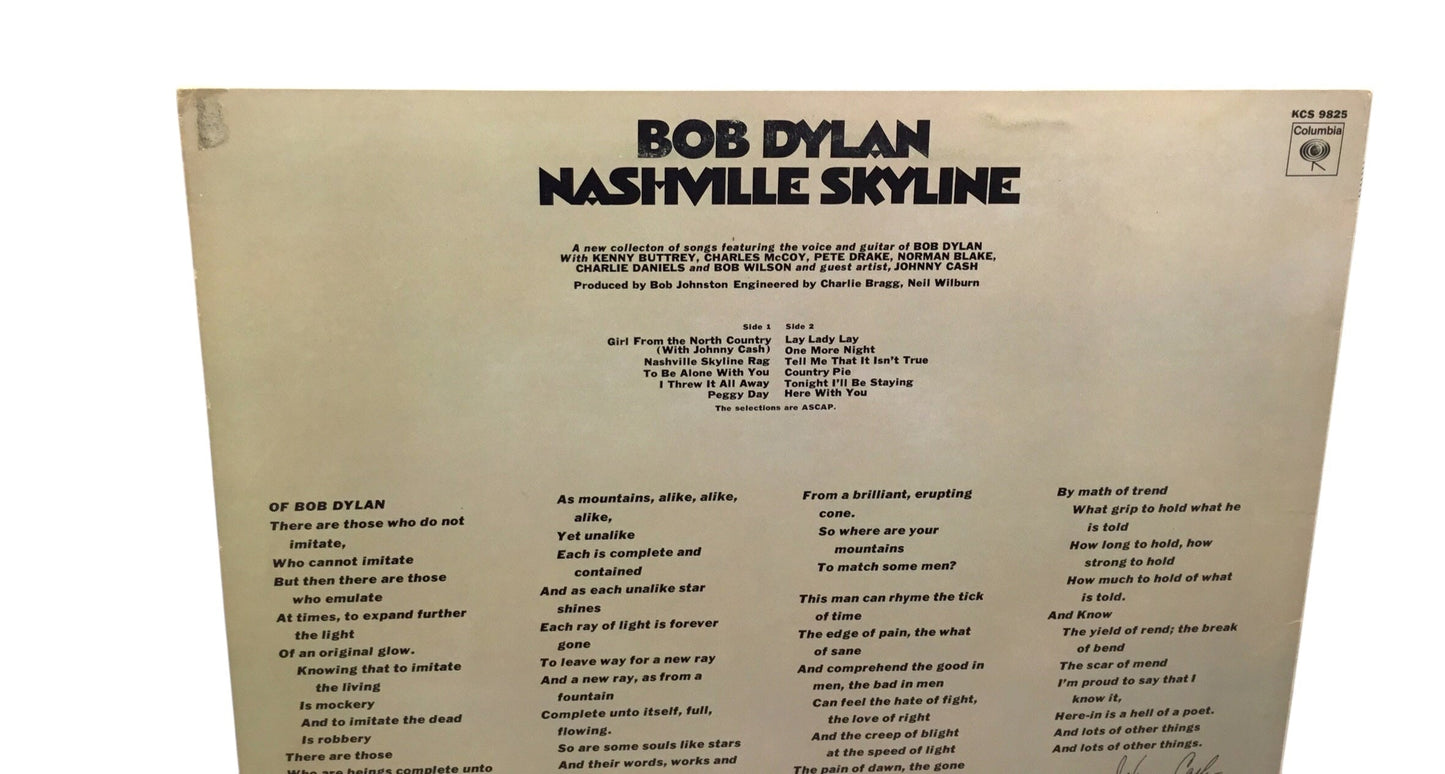 KCS 9825
Columbia
BOB DYLAN
NASHVILLE SKYLINE
A new collecton of songs featuring the voice and guitar of BOB DYLAN
With KENNY BUTTREY, CHARLES McCOY, PETE DRAKE, NORMAN BLAKE,
CHARLIE DANIELS and BOB WILSON and guest artist, JOHNNY CASH
Produced by Bob Johnston Engineered by Charlie Bragg, Neil Wilburn
Side 1
Girl From the North Country
(With Johnny Cash)
Nashville Skyline Rag
To Be Alone With You
I Threw It All Away
Peggy Day
Side 2
Lay Lady Lay
One More Night
Tell Me That It Isn't True
Country Pie
Tonight I'll Be Staying
Here With You
The selections are ASCAP.
OF BOB DYLAN
There are those who do not
imitate,
Who cannot imitate
But then there are those
who emulate
At times, to expand further
the light
Of an original glow.
Knowing that to imitate
the living
Is mockery
And to imitate the dead
Is robbery
There are those
Who are beings complete unto
As mountains, alike, alike,
alike,
Yet unalike
Each is complete and
contained
And as each unalike star
shines
Each ray of light is forever
gone
To leave way for a new ray
And a new ray, as from a
fountain
Complete unto itself, full,
flowing.
So are some souls like stars
And their words, works and
From a brilliant, erupting
cone.
So where are your
mountains
To match some men?
This man can rhyme the tick
of time
The edge of pain, the what
of sane
And comprehend the good in
men, the bad in men
Can feel the hate of fight,
the love of right
And the creep of blight
at the speed of light
The pain of dawn, the gone
By math of trend
What grip to hold what he
is told
How long to hold, how
strong to hold
How much to hold of what
is told.
And Know
The yield of rend; the break
of bend
The scar of mend
I'm proud to say that I
know it,
Here-in is a hell of a poet.
And lots of other things
And lots of other things.